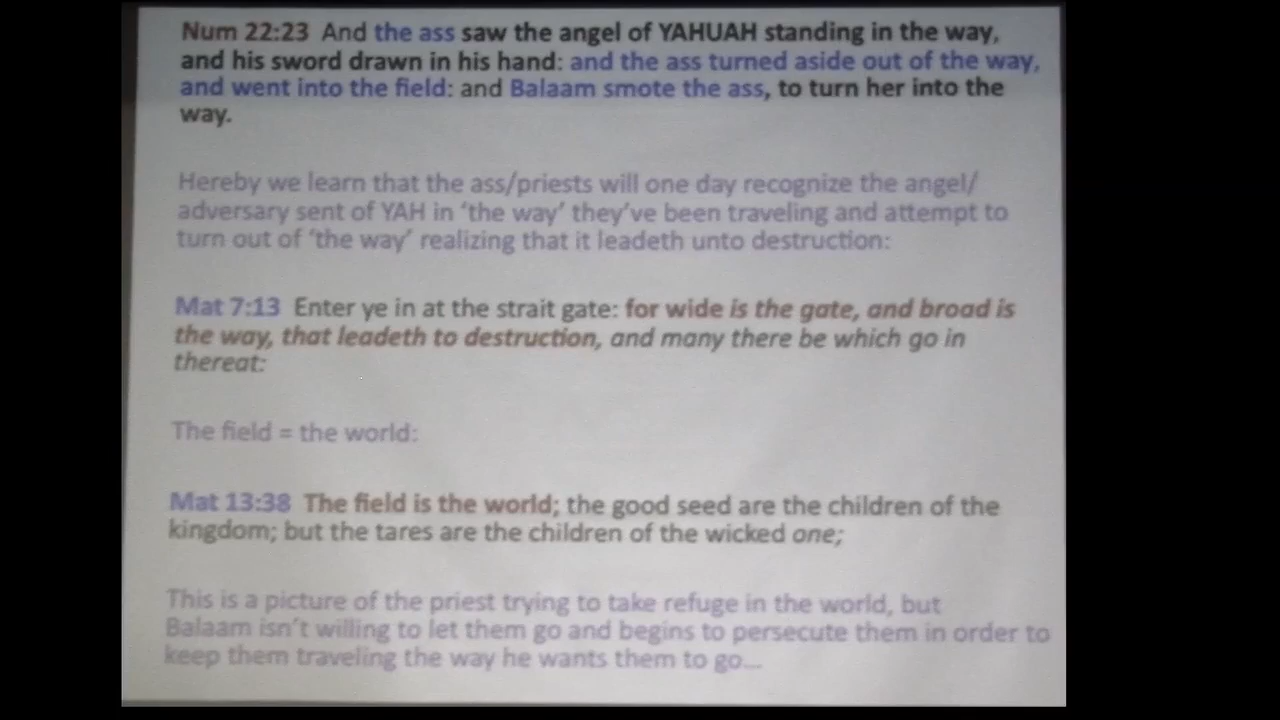 Num 22:23 And the ass saw the angel of YAHUAH standing in the way,
and his sword drawn in his hand: and the ass turned aside out of the way,
and went into the field: and Balaam smote the ass, to turn her into the
way.
Hereby we learn that the ass/priests will one day recognize the angel/
adversary sent of YAH in ‘the way’ they’ve been traveling and attempt to
turn out of ‘the way’ realizing that it leadeth unto destruction:
Mat 7:13 Enter ye in at the strait gate: for wide is the gate, and broad is
the way, that leadeth to destruction, and many there be which go in
thereat:
The field = the world:
Mat 13:38 The field is the world; the good seed are the children of the
kingdom; but the tares are the children of the wicked one;
This is a picture of the priest trying to take refuge in the world, but
Balaam isn’t willing to let them go and begins to persecute them in order to
keep them traveling the way he wants them to go...